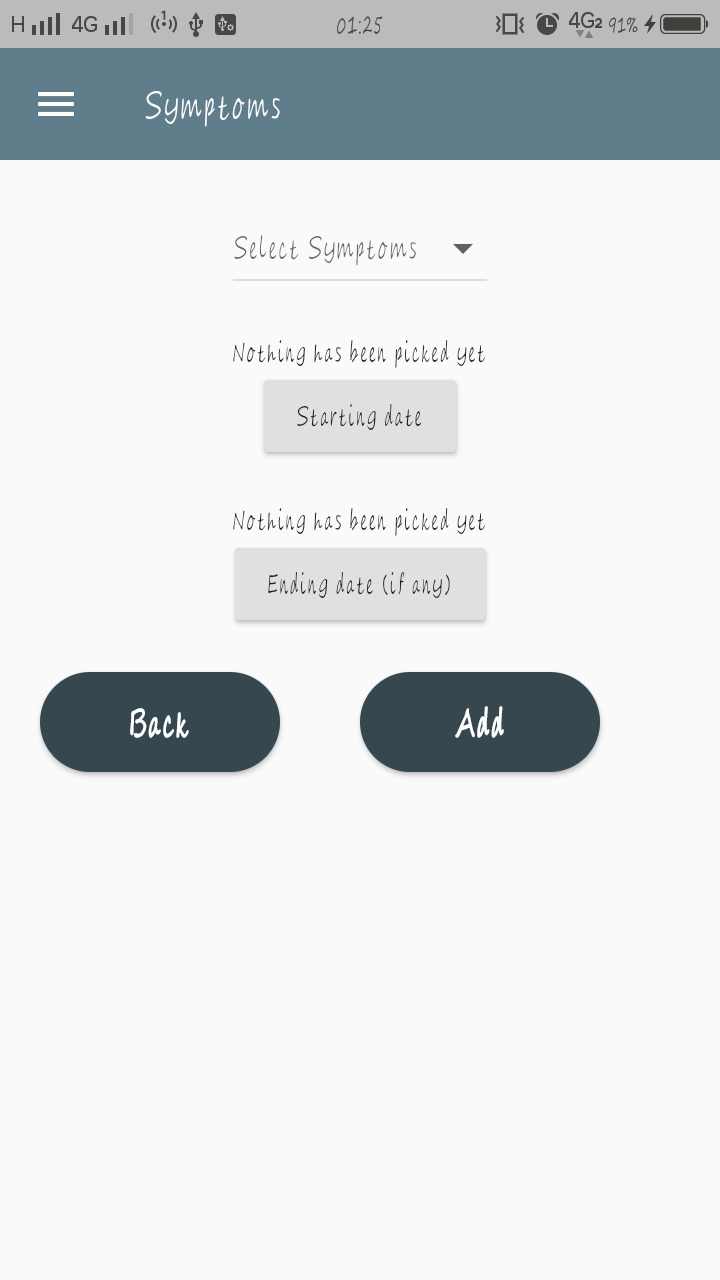 H 4G 1 01:25 4G2 91%
Symptoms
Select Symptoms
Nothing has been picked yet
Starting date
Nothing has been picked yet
Ending date (if any)
Back Add